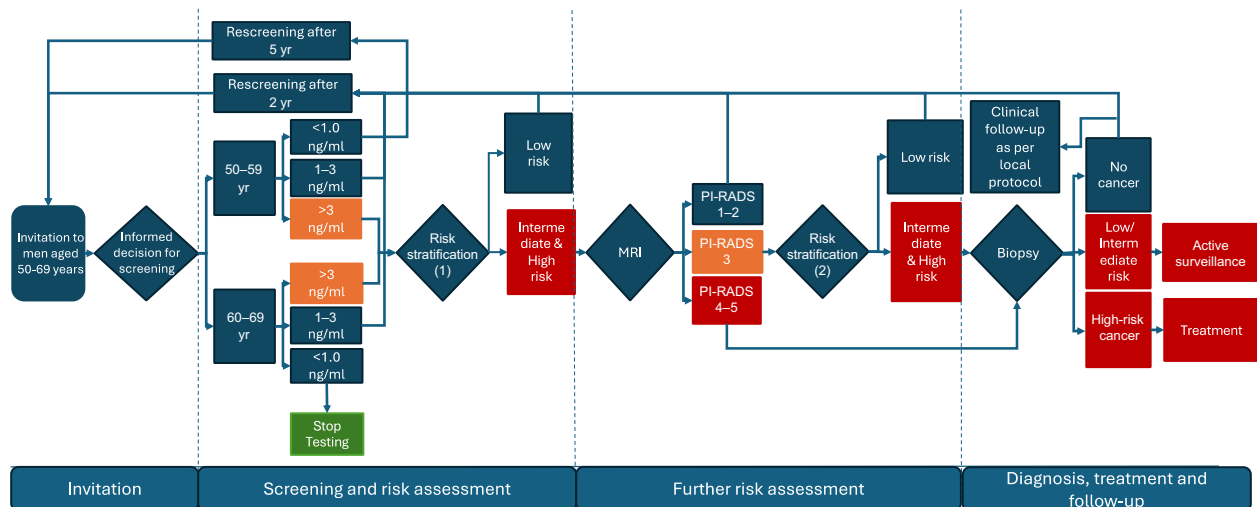 Rescreening after
5 yr
Rescreening after
2 yr
<1.0
ng/ml
50–59
yr
1–3
ng/ml
>3
ng/ml
Invitation to
men aged
50-69 years
Informed
decision for
screening
>3
ng/ml
60–69
yr
1–3
ng/ml
<1.0
ng/ml
Stop
Testing
Risk
stratification
(1)
Low
risk
Interme
diate &
High
risk
MRI
PI-RADS
1–2
PI-RADS
3
PI-RADS
4–5
Risk
stratification
(2)
Low risk
Interme
diate
& High
risk
Clinical
follow-up
as per
local
protocol
Biopsy
No
cancer
Low/
Interm
ediate
risk
High-risk
cancer
Active
surveillance
Treatment
Invitation
Screening and risk assessment
Further risk assessment
Diagnosis, treatment and
follow-up